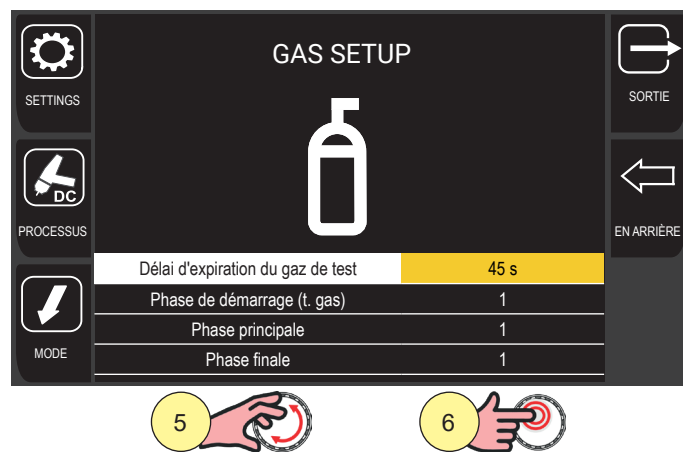 GAS SETUP
SETTINGS
SORTIE
DC
PROCESSUS
EN ARRIÈRE
Délai d'expiration du gaz de test 45 s
Phase de démarrage (t. gas) 1
Phase principale 1
MODE
Phase finale 1
5
6